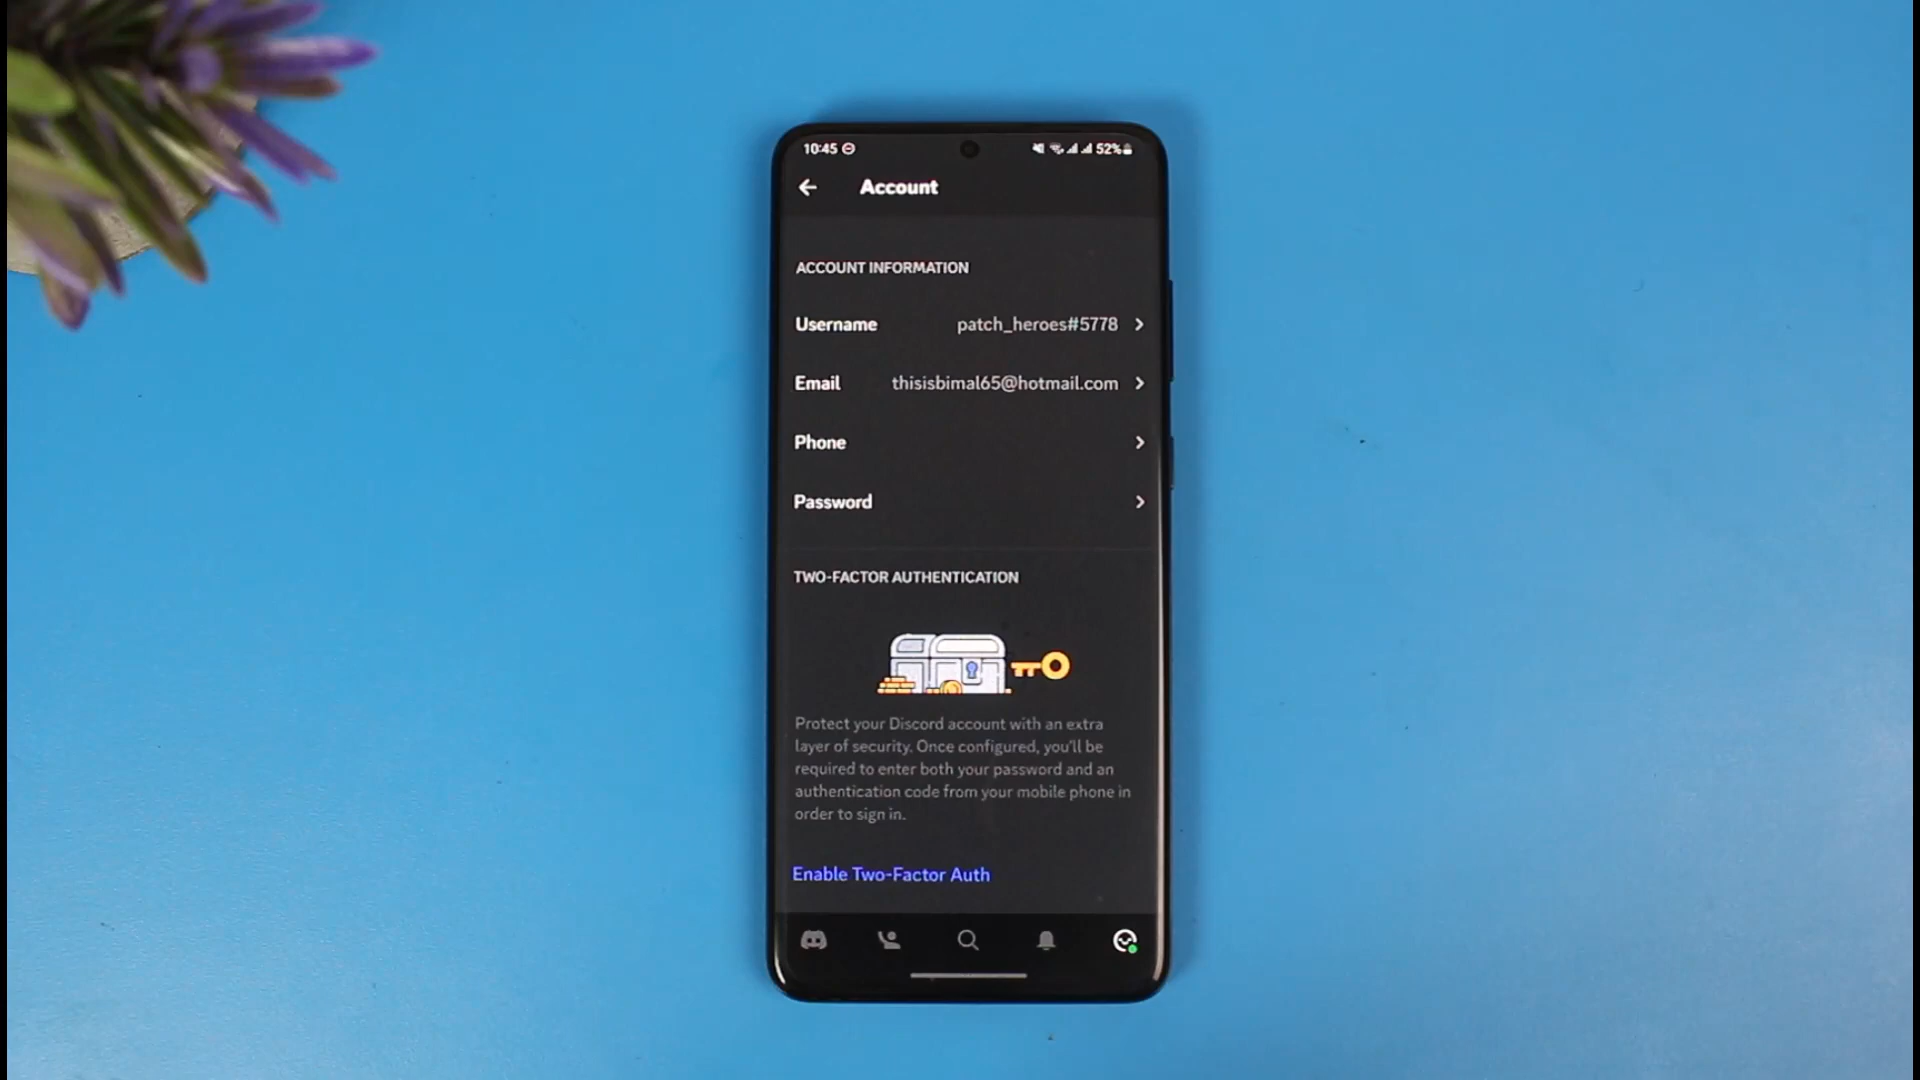 10:45
52%
Account
ACCOUNT INFORMATION
Username patch_heroes#5778
Email thisisbimal65@hotmail.com
Phone
Password
TWO-FACTOR AUTHENTICATION
Protect your Discord account with an extra
layer of security. Once configured, you'll be
required to enter both your password and an
authentication code from your mobile phone in
order to sign in.
Enable Two-Factor Auth